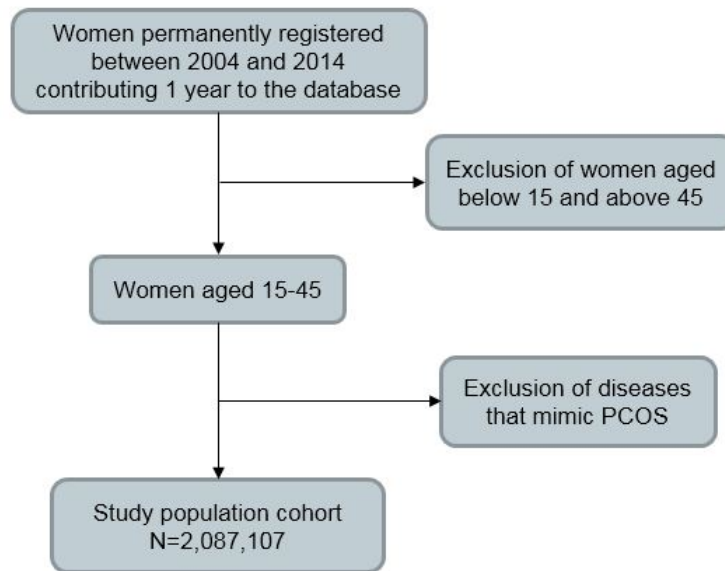 Women permanently registered
between 2004 and 2014
contributing 1 year to the database
Exclusion of women aged
below 15 and above 45
Women aged 15-45
Exclusion of diseases
that mimic PCOS
Study population cohort
N=2,087,107